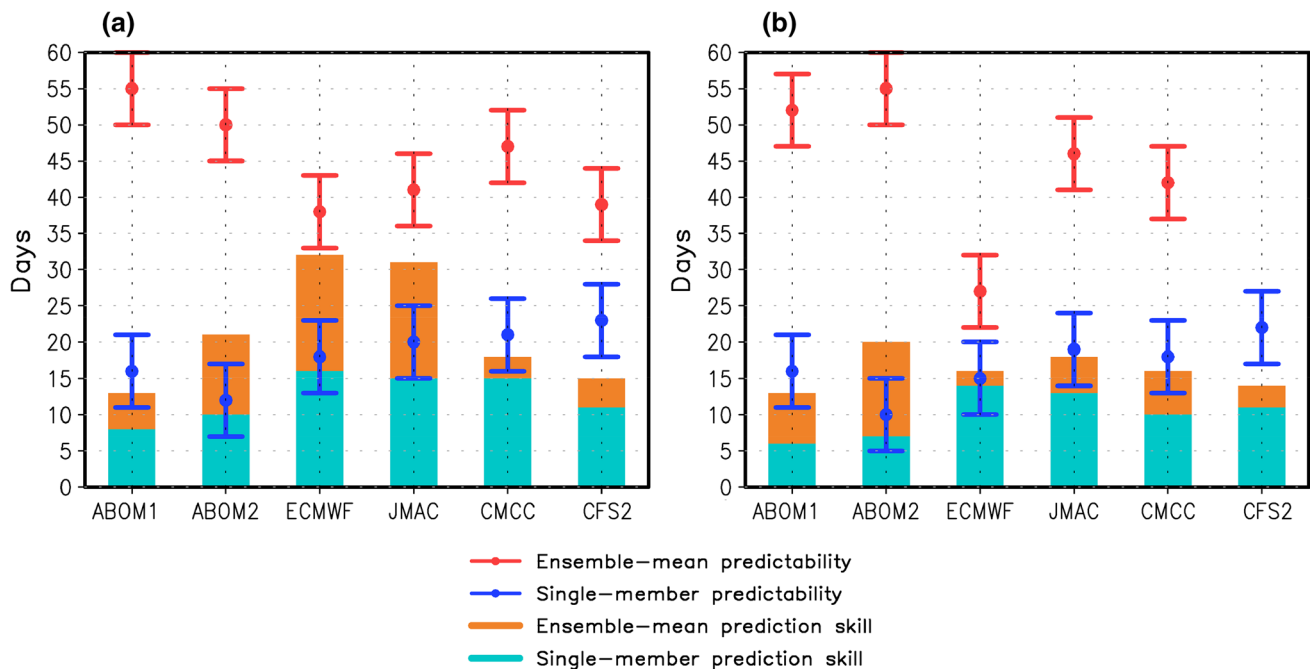 (a)
(b)
60
55
50
45
40
35
30
25
20
15
10
5
0
Days
ABOM1 ABOM2 ECMWF JMAC CMCC CFS2
60
55
50
45
40
35
30
25
20
15
10
5
0
Days
ABOM1 ABOM2 ECMWF JMAC CMCC CFS2
Ensemble-mean predictability
Single-member predictability
Ensemble-mean prediction skill
Single-member prediction skill